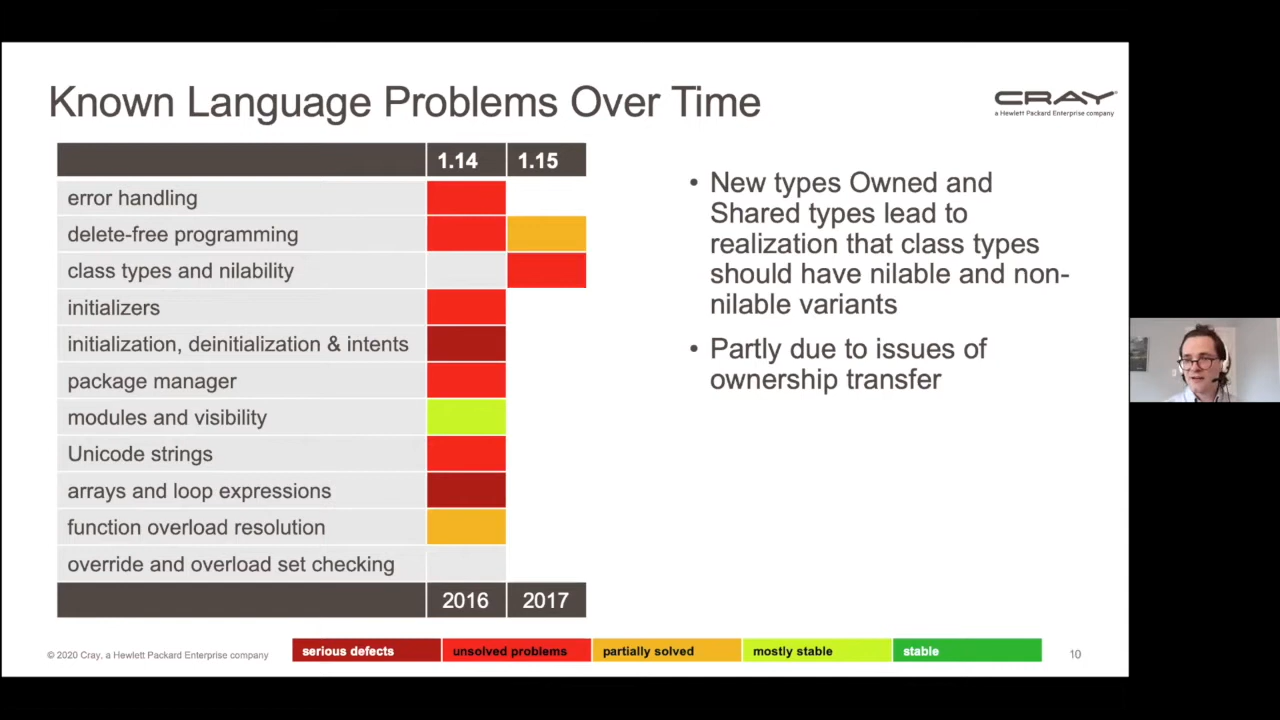 Known Language Problems Over Time
CRAY
a Hewlett Packard Enterprise company
1.14 1.15
error handling
delete-free programming
class types and nilability
initializers
initialization, deinitialization & intents
package manager
modules and visibility
Unicode strings
arrays and loop expressions
function overload resolution
override and overload set checking
2016 2017
• New types Owned and
Shared types lead to
realization that class types
should have nilable and non-
nilable variants
• Partly due to issues of
ownership transfer
© 2020 Cray, a Hewlett Packard Enterprise company
serious defects unsolved problems partially solved mostly stable stable
10